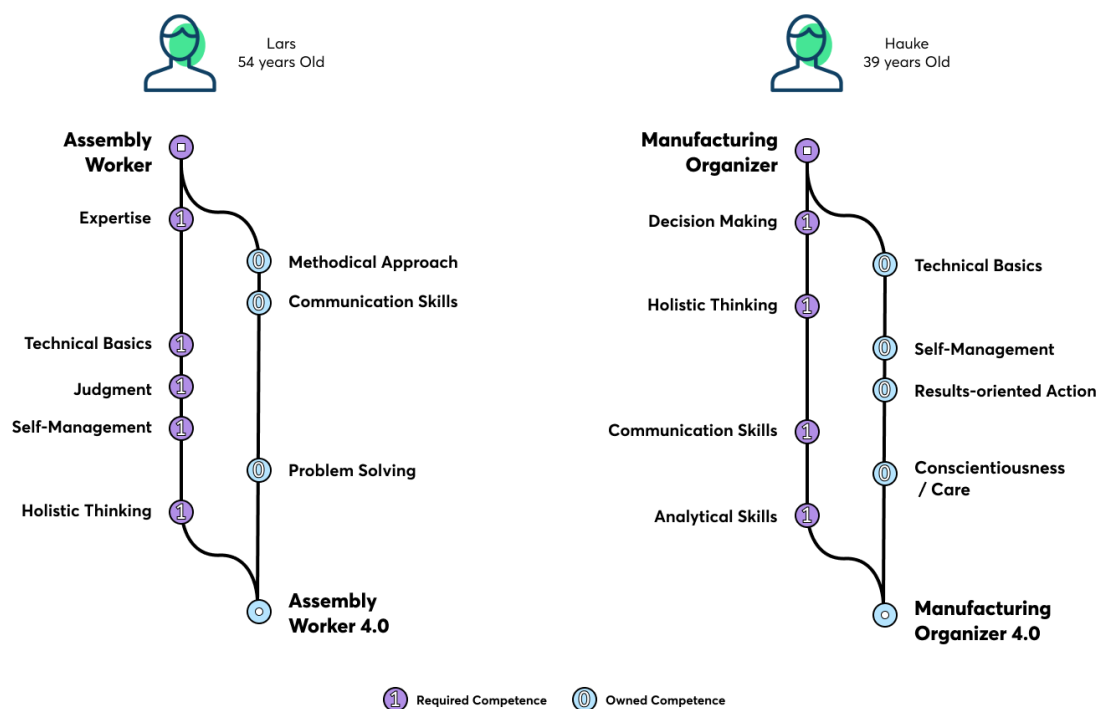 Lars
54 years Old
Assembly
Worker
Expertise
1
0
Methodical Approach
0
Communication Skills
Technical Basics
1
Judgment
1
Self-Management
1
0
Problem Solving
Holistic Thinking
1
Assembly
Worker 4.0
Hauke
39 years Old
Manufacturing
Organizer
Decision Making
1
0
Technical Basics
Holistic Thinking
1
0
Self-Management
0
Results-oriented Action
Communication Skills
1
0
Conscientiousness
/ Care
Analytical Skills
1
Manufacturing
Organizer 4.0
1 Required Competence
0 Owned Competence